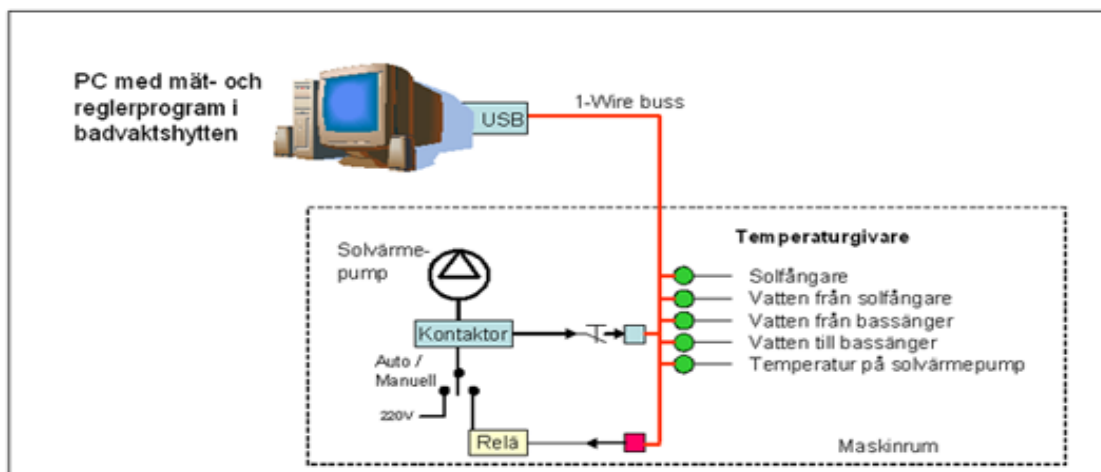 PC med mät- och
reglerprogram i
badvaktshytten
USB
1-Wire buss
Solvärme-
pump
Kontaktor
Auto /
Manuell
220V
Relä
Temperaturgivare
Solfångare
Vatten från solfångare
Vatten från bassänger
Vatten till bassänger
Temperatur på solvärmepump
Maskinrum